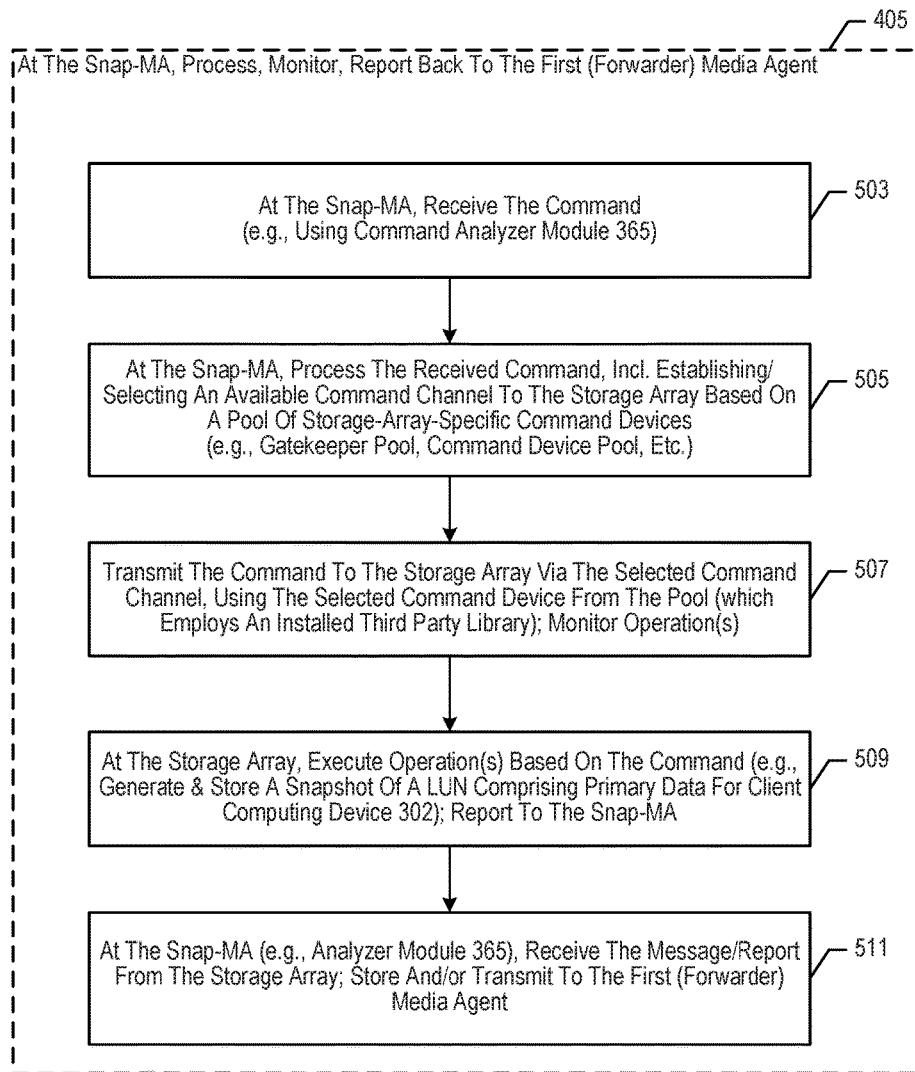 405
At The Snap-MA, Process, Monitor, Report Back To The First (Forwarder) Media Agent
503
At The Snap-MA, Receive The Command
(e.g., Using Command Analyzer Module 365)
505
At The Snap-MA, Process The Received Command, Incl. Establishing/
Selecting An Available Command Channel To The Storage Array Based On
A Pool Of Storage-Array-Specific Command Devices
(e.g., Gatekeeper Pool, Command Device Pool, Etc.)
507
Transmit The Command To The Storage Array Via The Selected Command
Channel, Using The Selected Command Device From The Pool (which
Employs An Installed Third Party Library); Monitor Operation(s)
509
At The Storage Array, Execute Operation(s) Based On The Command (e.g.,
Generate & Store A Snapshot Of A LUN Comprising Primary Data For Client
Computing Device 302); Report To The Snap-MA
511
At The Snap-MA (e.g., Analyzer Module 365), Receive The Message/Report
From The Storage Array; Store And/or Transmit To The First (Forwarder)
Media Agent